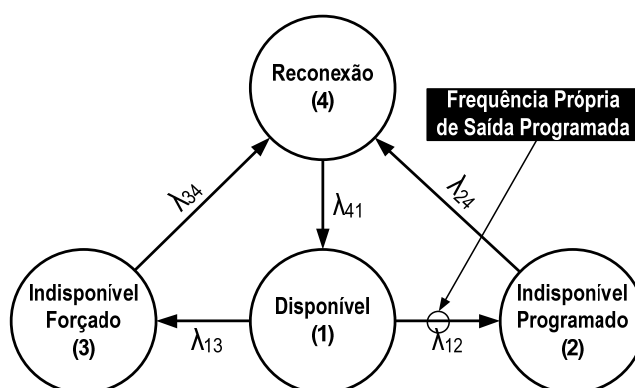 Reconexão
(4)
Frequência Própria
de Saída Programada
λ34
λ41
λ24
Indisponível
Forçado
(3)
Disponível
(1)
Indisponível
Programado
(2)
λ13
λ12